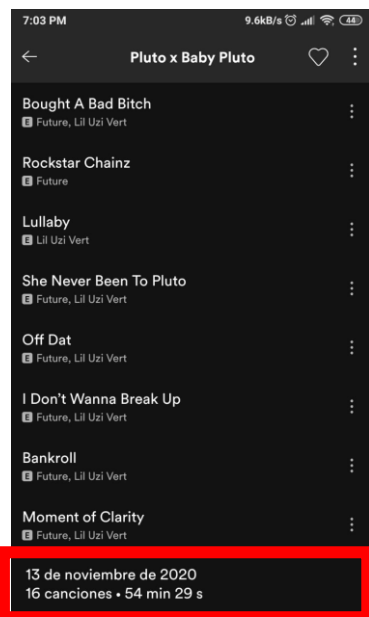 7:03 PM 9.6kB/s 44
Pluto x Baby Pluto
Bought A Bad Bitch
E Future, Lil Uzi Vert
Rockstar Chainz
E Future
Lullaby
E Lil Uzi Vert
She Never Been To Pluto
E Future, Lil Uzi Vert
Off Dat
E Future, Lil Uzi Vert
I Don't Wanna Break Up
E Future, Lil Uzi Vert
Bankroll
E Future, Lil Uzi Vert
Moment of Clarity
E Future, Lil Uzi Vert
13 de noviembre de 2020
16 canciones • 54 min 29 s